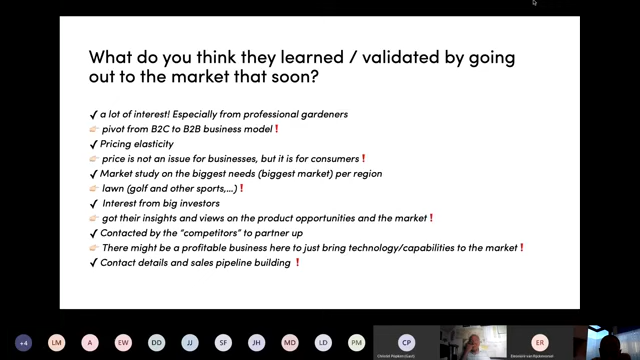 What do you think they learned / validated by going
out to the market that soon?
✓ a lot of interest! Especially from professional gardeners
👉 pivot from B2C to B2B business model ❗
✓ Pricing elasticity
👉 price is not an issue for businesses, but it is for consumers ❗
✓ Market study on the biggest needs (biggest market) per region
👉 lawn (golf and other sports,...) ❗
✓ Interest from big investors
👉 got their insights and views on the product opportunities and the market ❗
✓ Contacted by the “competitors” to partner up
👉 There might be a profitable business here to just bring technology/capabilities to the market ❗
✓ Contact details and sales pipeline building ❗
+4 LM A EW DD JJ SF JH MD LD PM CP ER